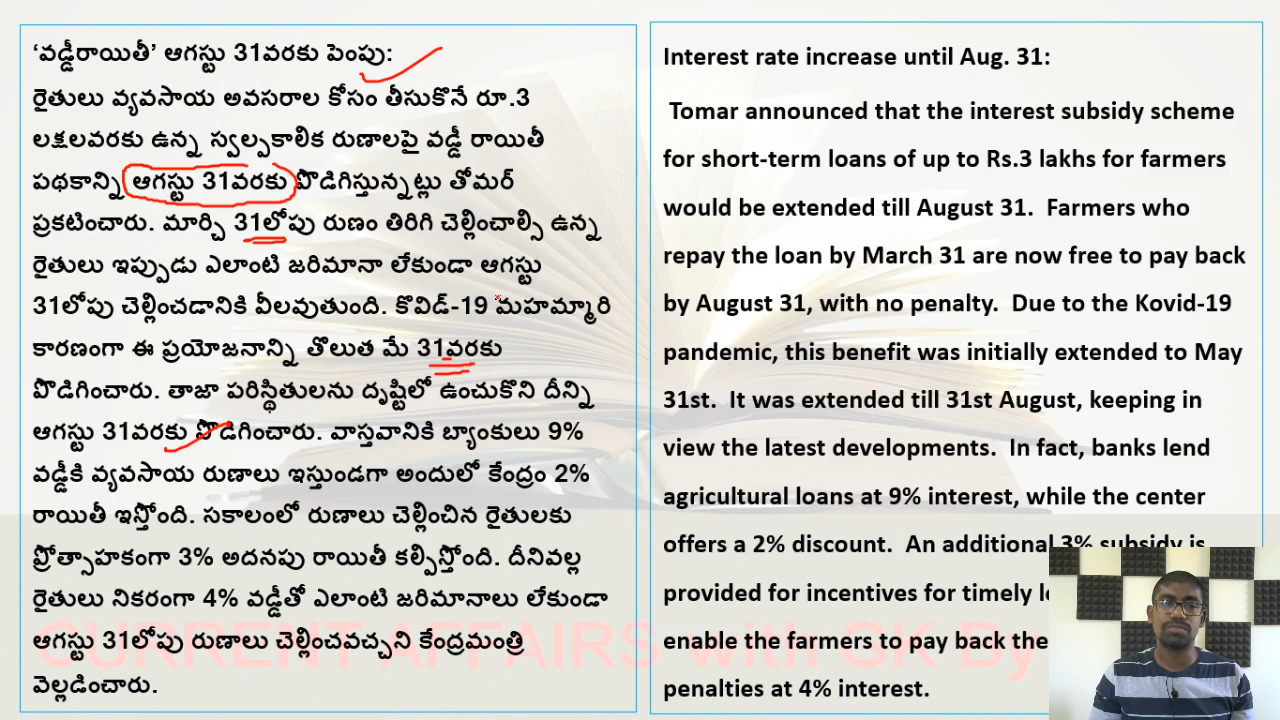 ‘వడ్డీరాయితీ’ ఆగస్టు 31వరకు పెంపు:
రైతులు వ్యవసాయ అవసరాల కోసం తీసుకొనే రూ.3
లక్షలవరకు ఉన్న స్వల్పకాలిక రుణాలపై వడ్డీ రాయితీ
పథకాన్ని ఆగస్టు 31వరకు పొడిగిస్తున్నట్లు తోమర్
ప్రకటించారు. మార్చి 31లోపు రుణం తిరిగి చెల్లించాల్సి ఉన్న
రైతులు ఇప్పుడు ఎలాంటి జరిమానా లేకుండా ఆగస్టు
31లోపు చెల్లించడానికి వీలవుతుంది. కొవిడ్-19 మహమ్మారి
కారణంగా ఈ ప్రయోజనాన్ని తొలుత మే 31వరకు
పొడిగించారు. తాజా పరిస్థితులను దృష్టిలో ఉంచుకొని దీన్ని
ఆగస్టు 31వరకు పొడిగించారు. వాస్తవానికి బ్యాంకులు 9%
వడ్డీకి వ్యవసాయ రుణాలు ఇస్తుండగా అందులో కేంద్రం 2%
రాయితీ ఇస్తోంది. సకాలంలో రుణాలు చెల్లించిన రైతులకు
ప్రోత్సాహకంగా 3% అదనపు రాయితీ కల్పిస్తోంది. దీనివల్ల
రైతులు నికరంగా 4% వడ్డీతో ఎలాంటి జరిమానాలు లేకుండా
ఆగస్టు 31లోపు రుణాలు చెల్లించవచ్చని కేంద్రమంత్రి
వెల్లడించారు.
Interest rate increase until Aug. 31:
Tomar announced that the interest subsidy scheme
for short-term loans of up to Rs.3 lakhs for farmers
would be extended till August 31. Farmers who
repay the loan by March 31 are now free to pay back
by August 31, with no penalty. Due to the Kovid-19
pandemic, this benefit was initially extended to May
31st. It was extended till 31st August, keeping in
view the latest developments. In fact, banks lend
agricultural loans at 9% interest, while the center
offers a 2% discount. An additional 3% subsidy is
provided for incentives for timely
enable the farmers to pay back the
penalties at 4% interest.
CURRENT AFFAIRS with GK By